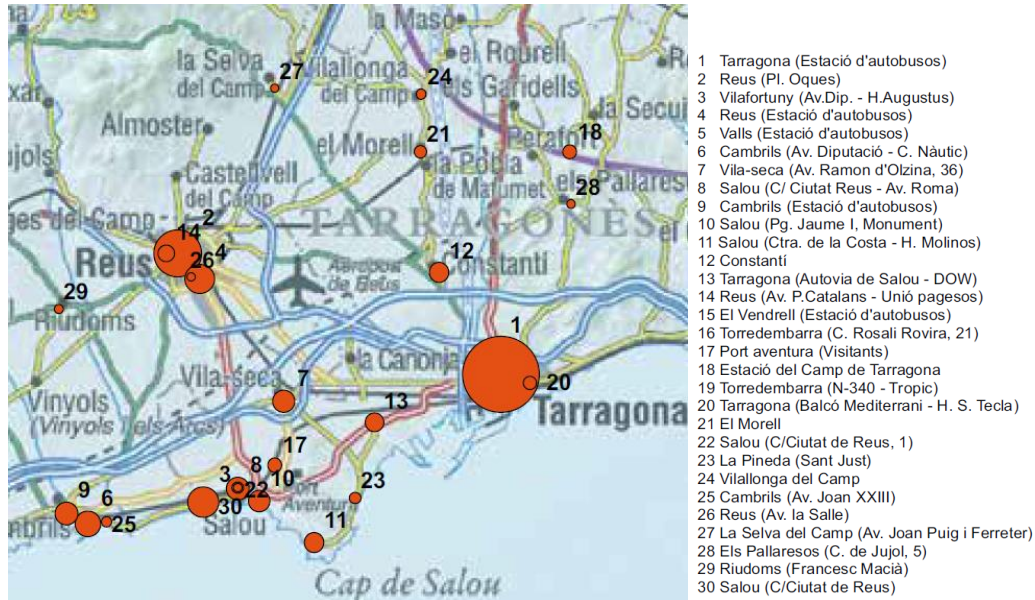 la Masó
el Rourell
la Selva
del Camp
27
Vilallonga
del Camp
24
els Garidells
la Secui
Almoster
el Morell
21
Perafort
18
la Pobla
de Mafumet
Castellvell
del Camp
els Pallares
28
ges del Camp
2
TARRAGONÈS
el
14
Reus
26
4
12
Constantí
Aeroport
de Reus
29
Riudoms
1
la Canonja
Vila-seca
7
20
Tarragona
Vinyols
(Vinyols i els Arcs)
13
17
8
3
10
22
Port
Aventura
23
9
6
30
25
mbrils
Salou
11
Cap de Salou
1 Tarragona (Estació d'autobusos)
2 Reus (Pl. Oques)
3 Vilafortuny (Av.Dip. - H.Augustus)
4 Reus (Estació d'autobusos)
5 Valls (Estació d'autobusos)
6 Cambrils (Av. Diputació - C. Nàutic)
7 Vila-seca (Av. Ramon d'Olzina, 36)
8 Salou (C/ Ciutat Reus - Av. Roma)
9 Cambrils (Estació d'autobusos)
10 Salou (Pg. Jaume I, Monument)
11 Salou (Ctra. de la Costa - H. Molinos)
12 Constantí
13 Tarragona (Autovia de Salou - DOW)
14 Reus (Av. P.Catalans - Unió pagesos)
15 El Vendrell (Estació d'autobusos)
16 Torredembarra (C. Rosali Rovira, 21)
17 Port aventura (Visitants)
18 Estació del Camp de Tarragona
19 Torredembarra (N-340 - Tropic)
20 Tarragona (Balcó Mediterrani - H. S. Tecla)
21 El Morell
22 Salou (C/Ciutat de Reus, 1)
23 La Pineda (Sant Just)
24 Vilallonga del Camp
25 Cambrils (Av. Joan XXIII)
26 Reus (Av. la Salle)
27 La Selva del Camp (Av. Joan Puig i Ferreter)
28 Els Pallaresos (C. de Jujol, 5)
29 Riudoms (Francesc Macià)
30 Salou (C/Ciutat de Reus)